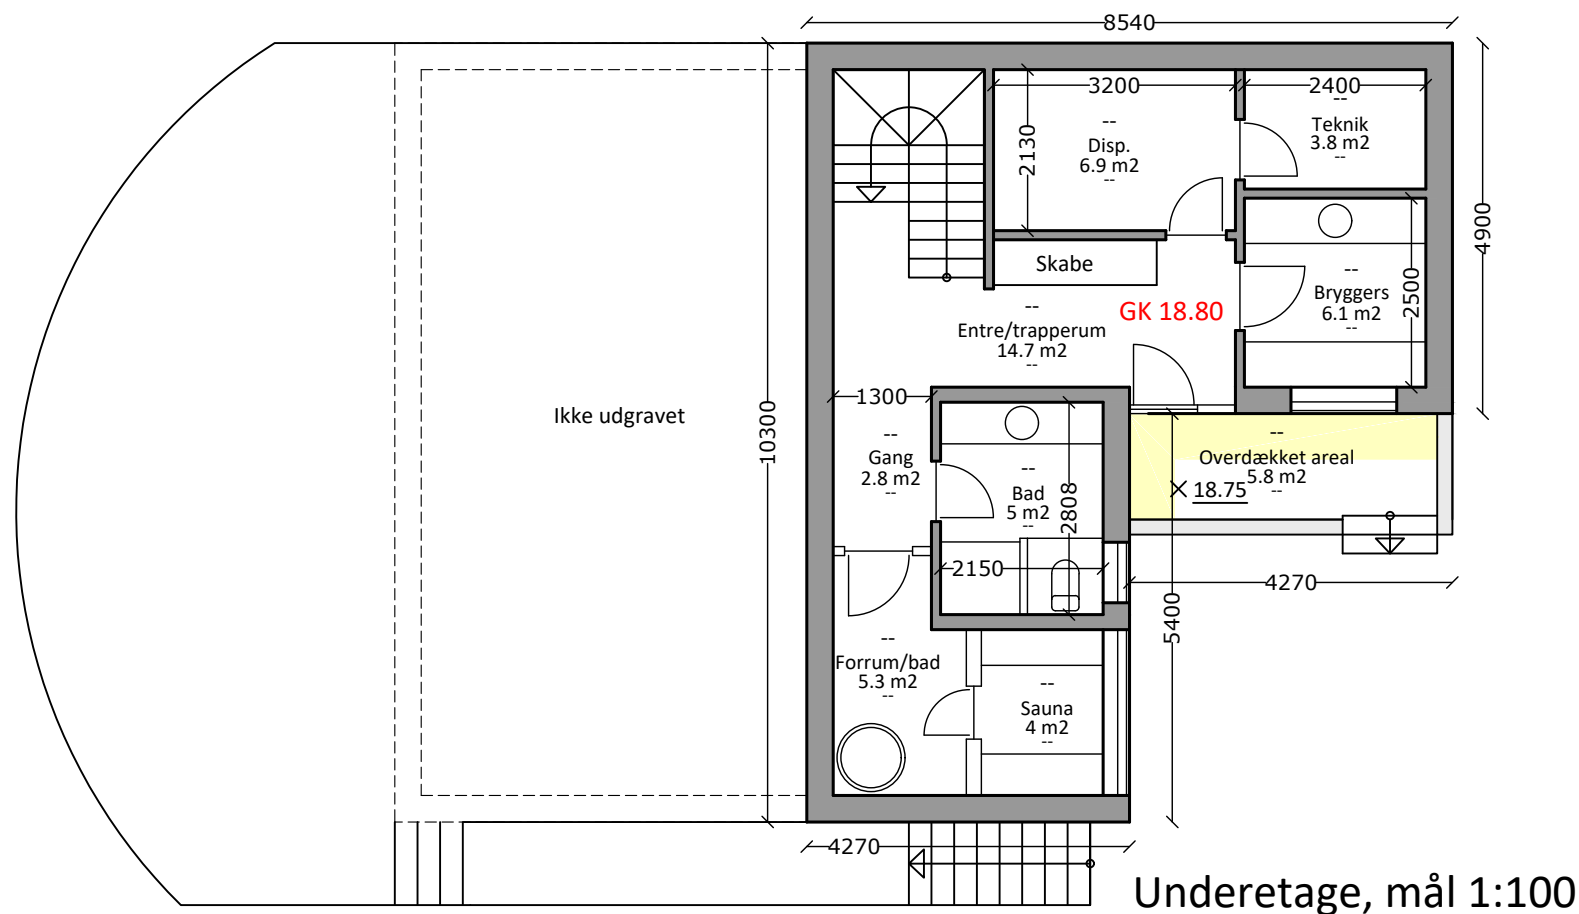 8540
3200
2400
--
Teknik
3.8 m2
--
--
Disp.
6.9 m2
--
2130
4900
Skabe
--
Bryggers
6.1 m2
--
2500
--
Entre/trapperum
14.7 m2
--
GK 18.80
1300
Ikke udgravet
10300
--
Gang
2.8 m2
--
--
Bad
5 m2
--
2808
--
Overdækket areal
5.8 m2
--
18.75
2150
4270
5400
--
Forrum/bad
5.3 m2
--
--
Sauna
4 m2
--
4270
Underetage, mål 1:100